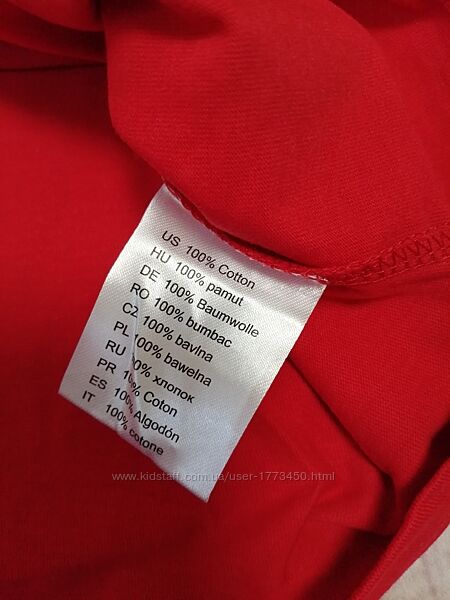 US 100% Cotton
HU 100% pamut
DE 100% Baumwolle
RO 100% bumbac
CZ 100% bavlna
PL 100% bawelna
RU 100% хлопок
PR 100% Coton
ES 100% Algodón
IT 100% cotone
www.kidstaff.com.ua/user-1773450.html